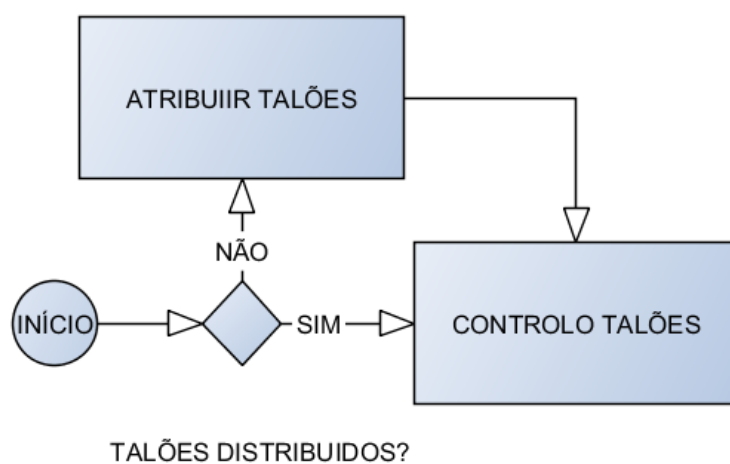 ATRIBUIIR TALÕES
NÃO
INÍCIO
SIM
CONTROLO TALÕES
TALÕES DISTRIBUIDOS?